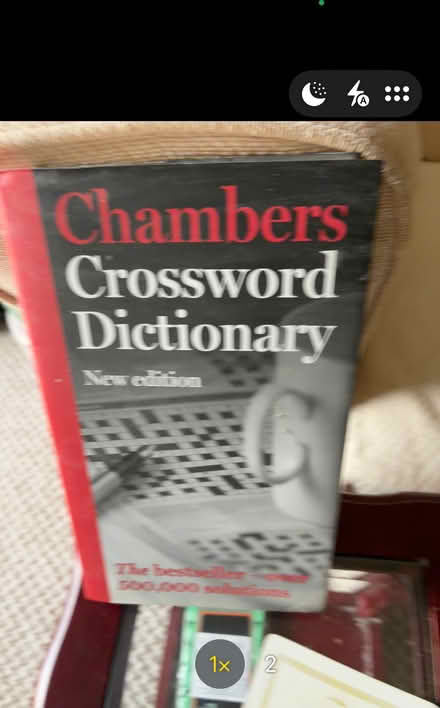 Chambers
Crossword
Dictionary
New edition
The bestseller – over
500,000 solutions
1×
2